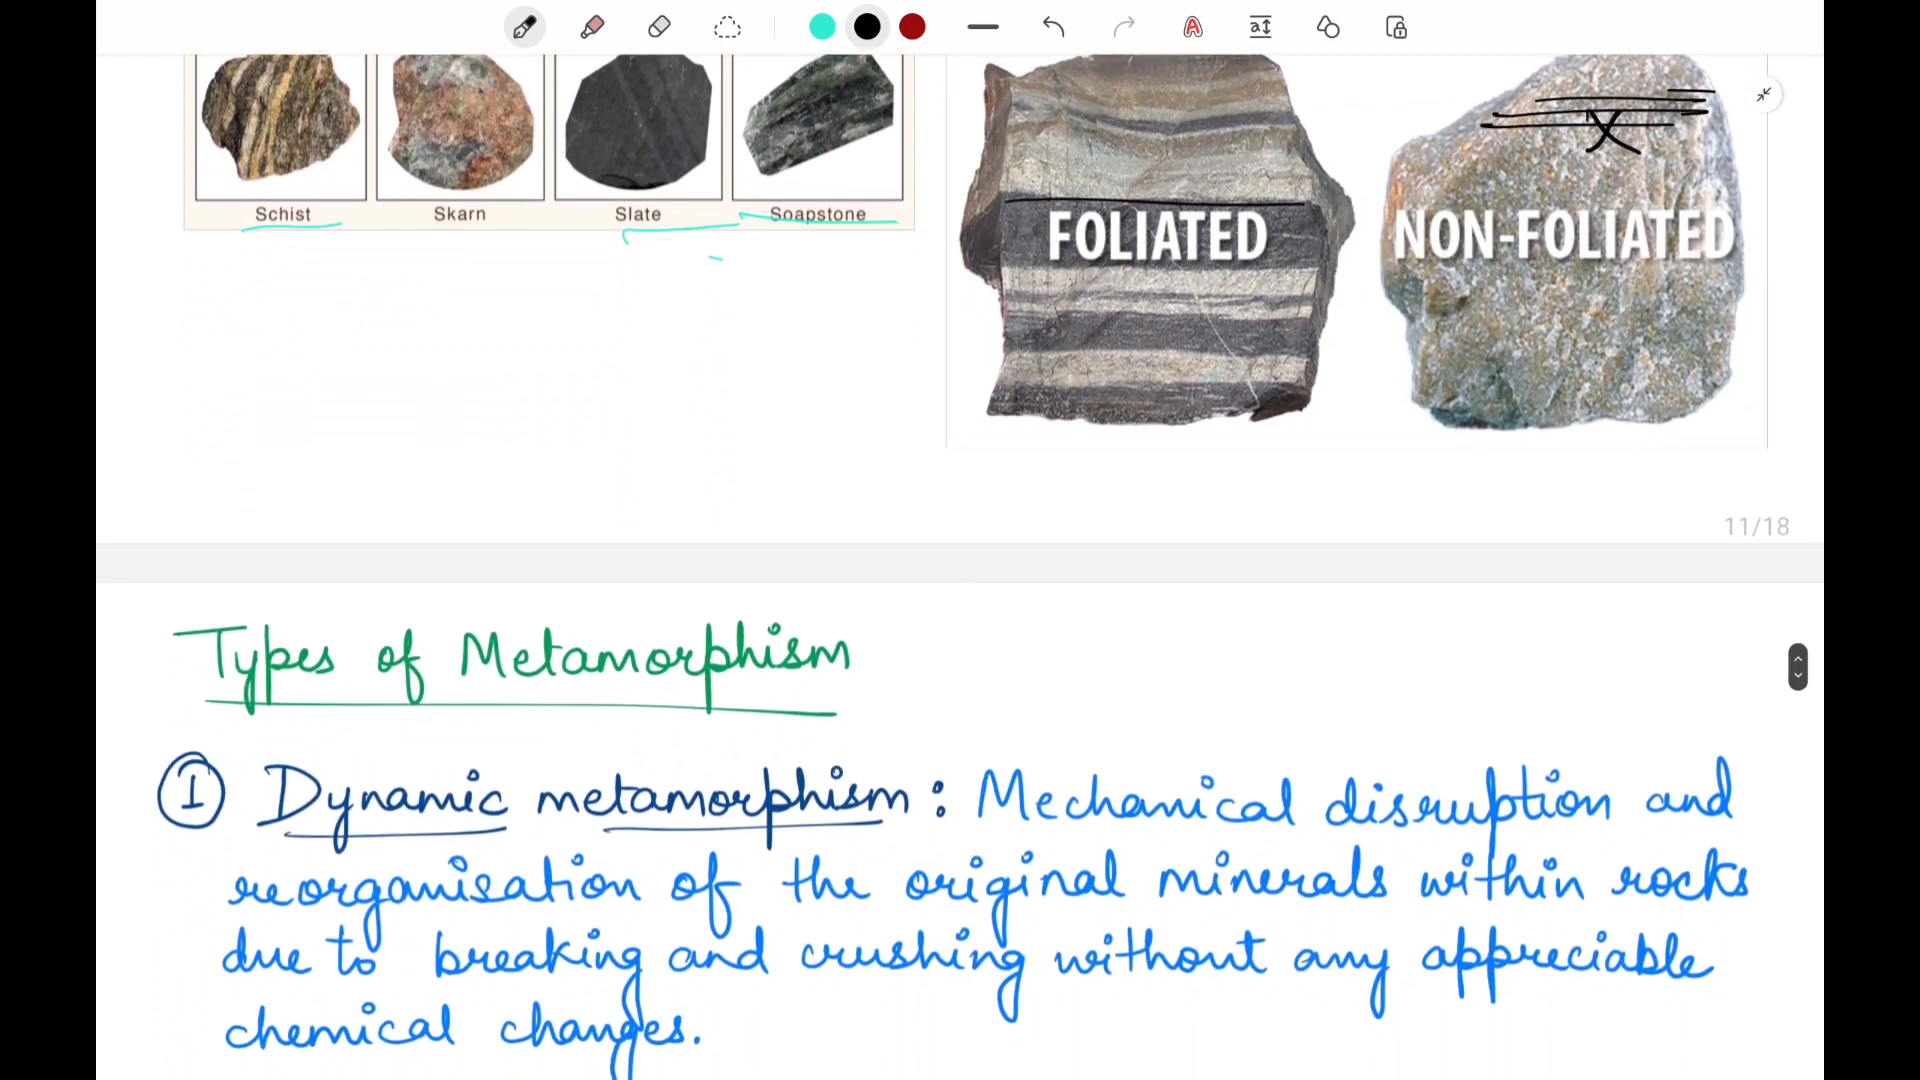 Schist Skarn Slate Soapstone
FOLIATED NON-FOLIATED
11/18
Types of Metamorphism
① Dynamic metamorphism : Mechanical disruption and
reorganisation of the original minerals within rocks
due to breaking and crushing without any appreciable
chemical changes.